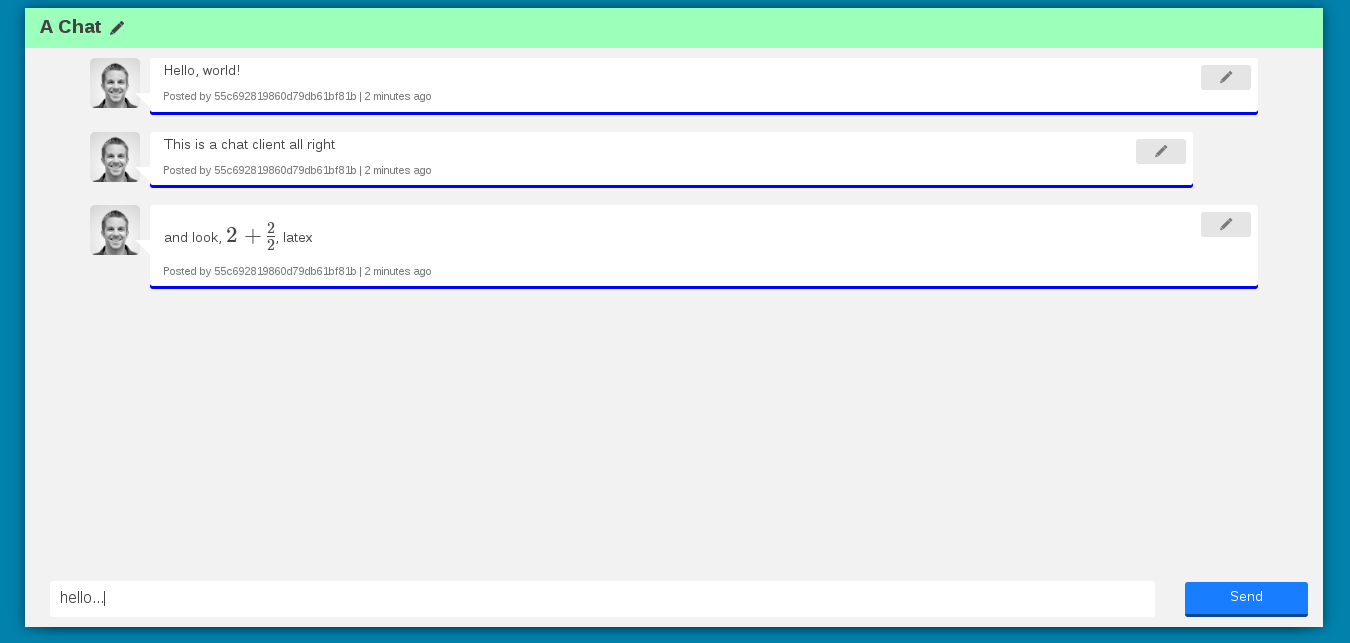 A Chat
Hello, world!
Posted by 55c692819860d79db61bf81b | 2 minutes ago
This is a chat client all right
Posted by 55c692819860d79db61bf81b | 2 minutes ago
and look, 2 + 2/2, latex
Posted by 55c692819860d79db61bf81b | 2 minutes ago
hello...
Send